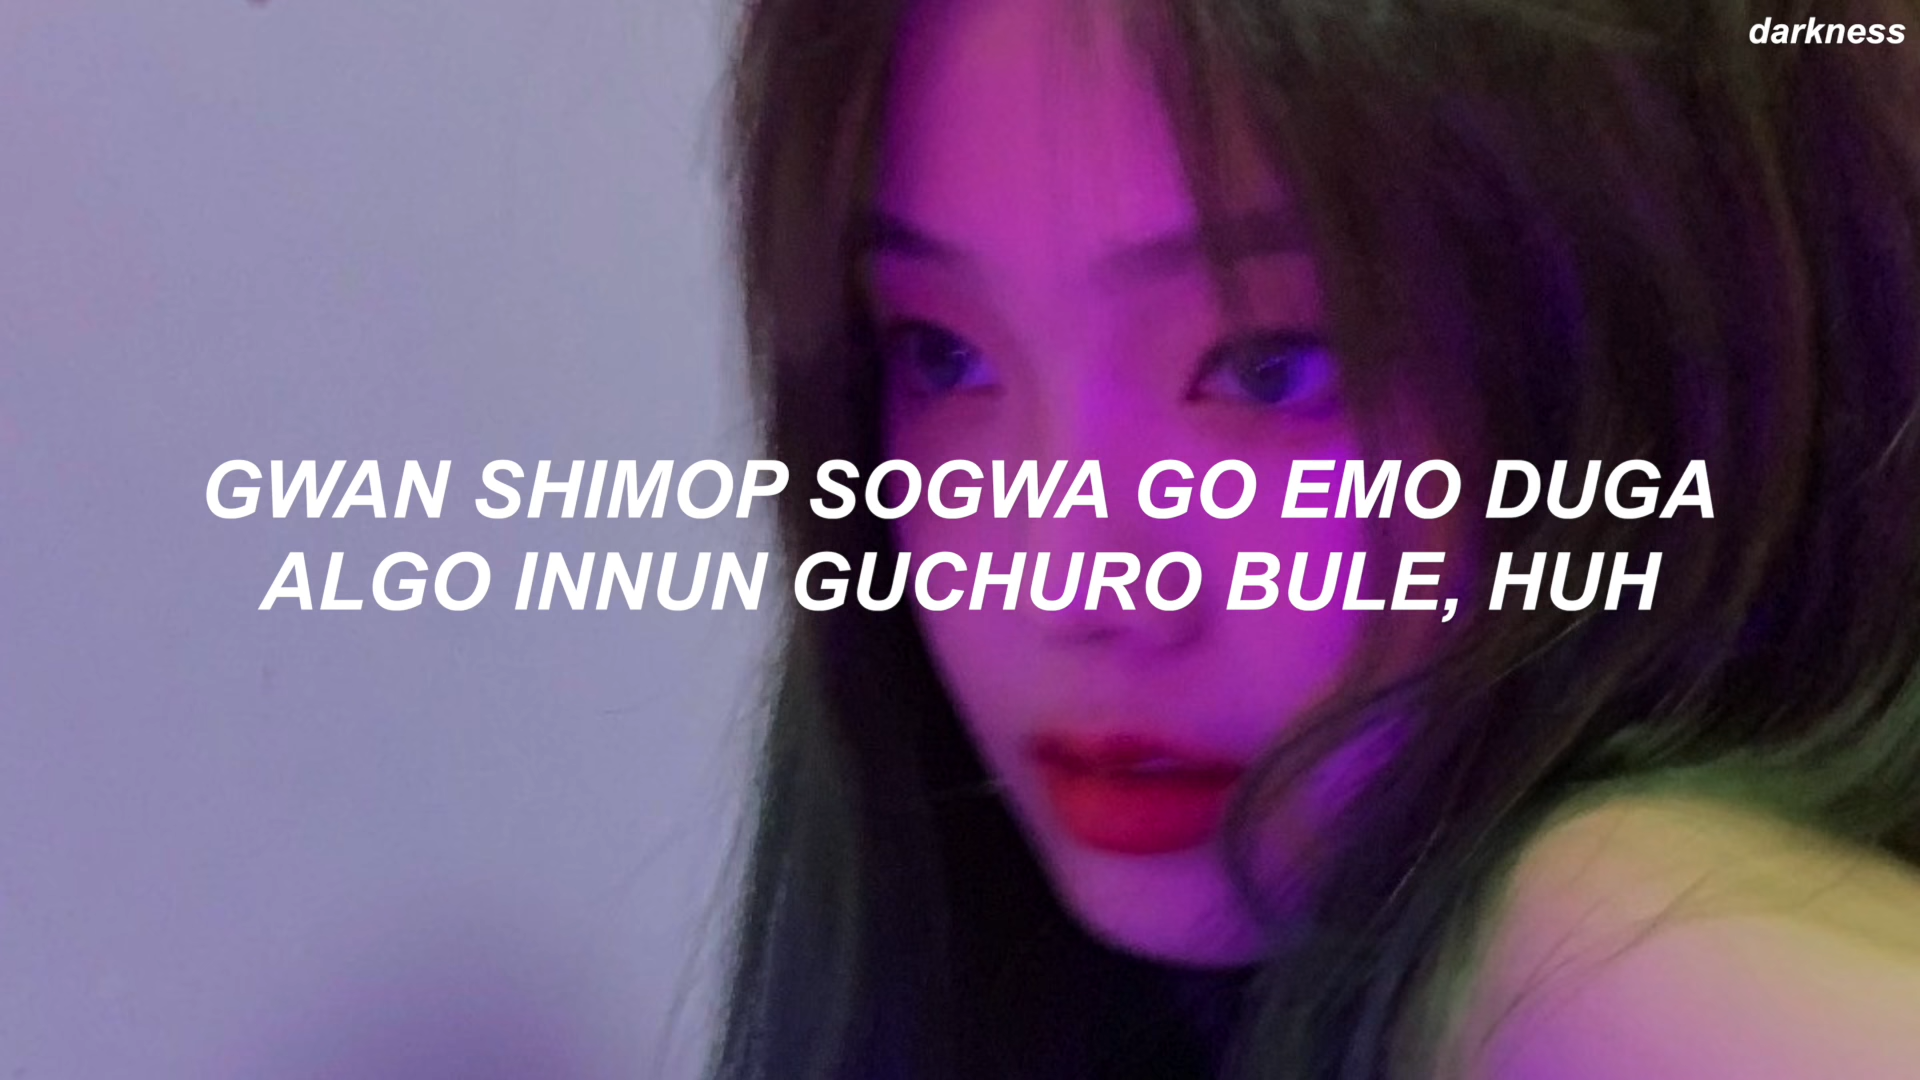 darkness
GWAN SHIMOP SOGWA GO EMO DUGA
ALGO INNUN GUCHURO BULE, HUH